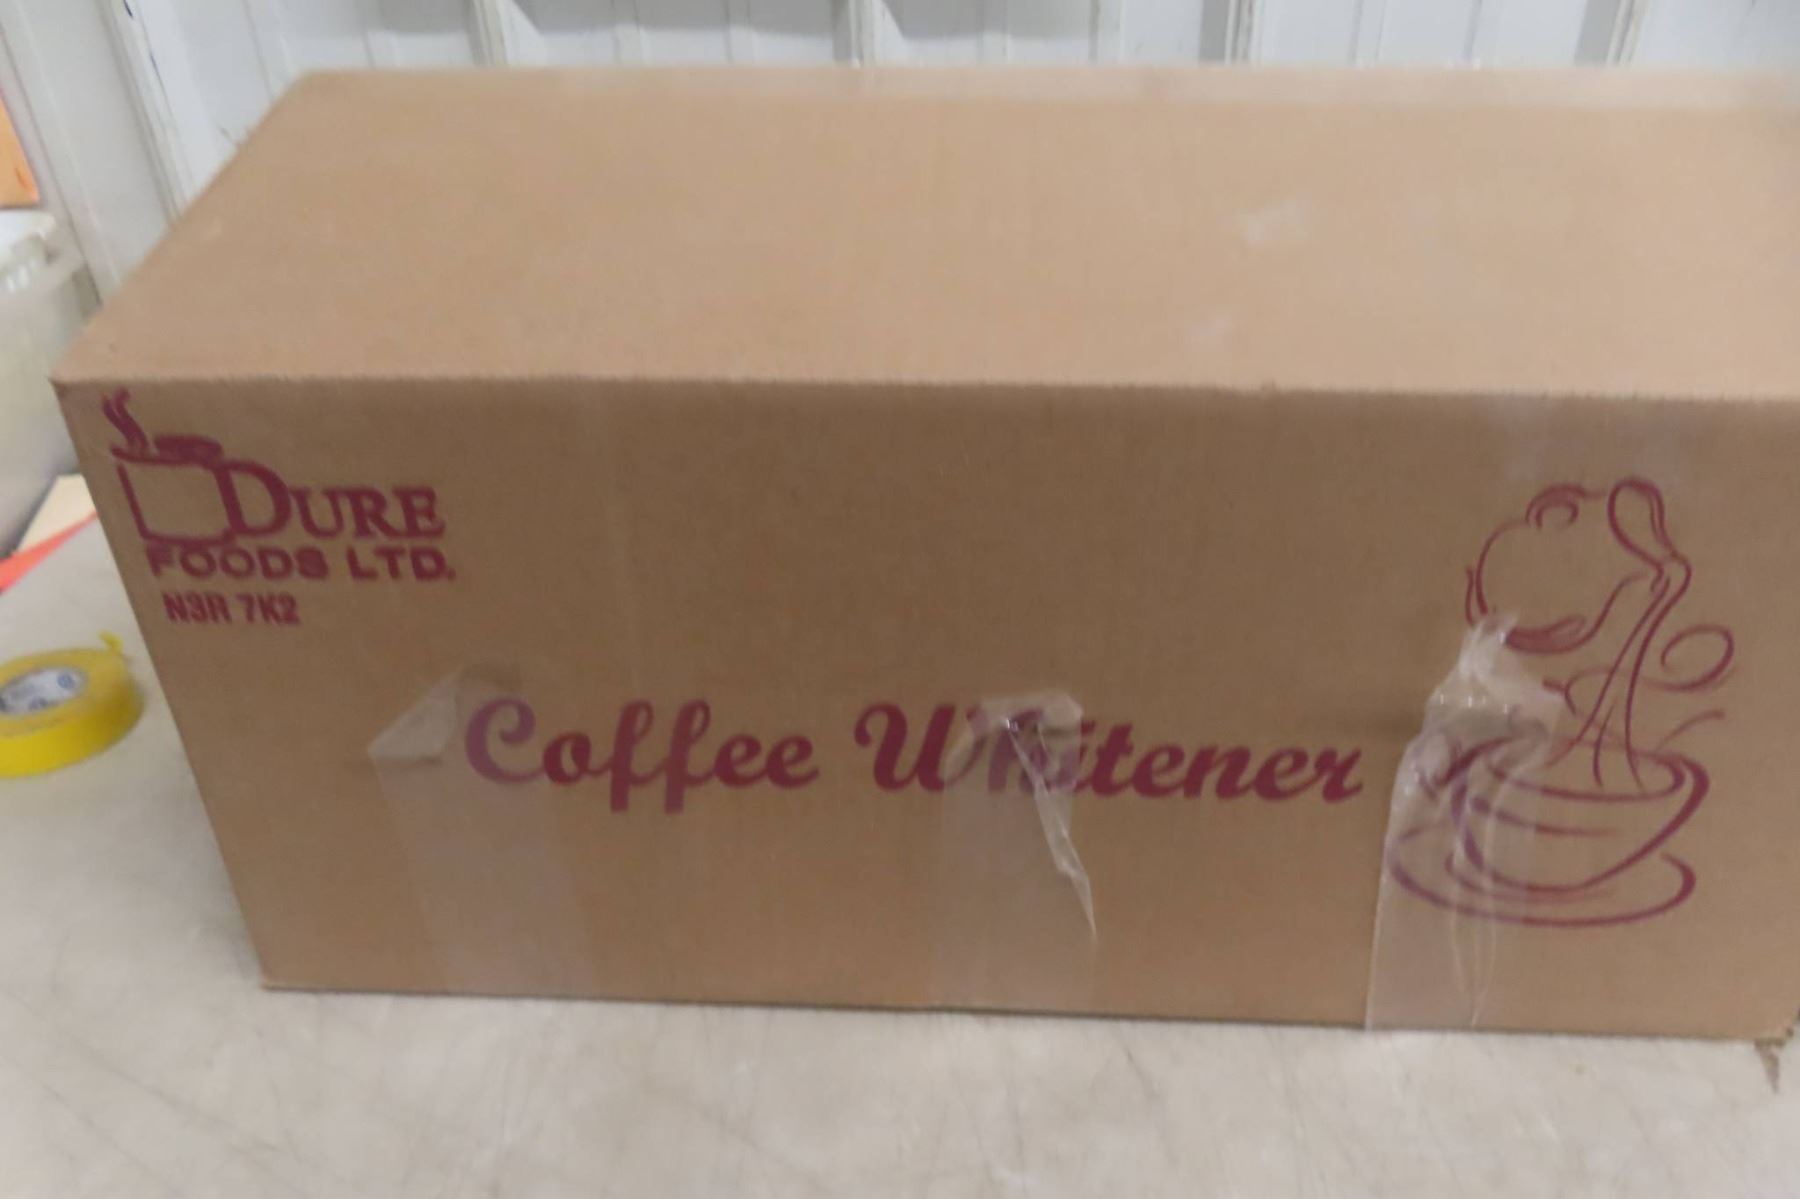 DURE
FOODS LTD.
N3R 7K2
Coffee Whitener